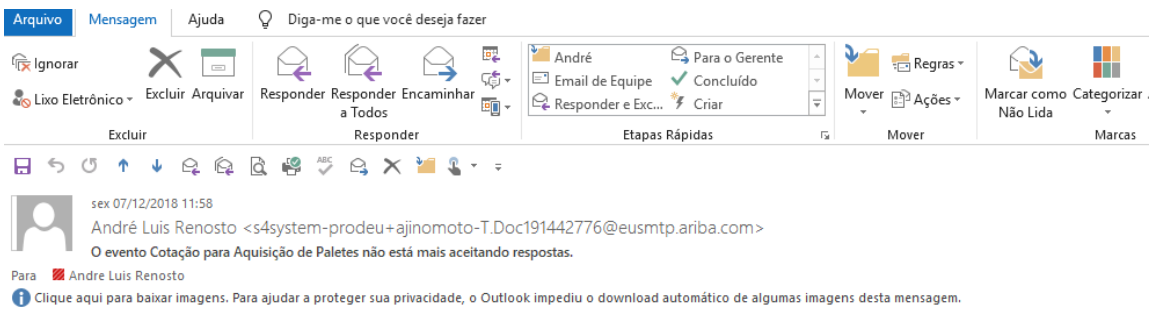 Arquivo Mensagem Ajuda Diga-me o que você deseja fazer
Ignorar
Lixo Eletrônico
Excluir Arquivar
Excluir
Responder Responder a Todos Encaminhar
Responder
André Para o Gerente
Email de Equipe Concluído
Responder e Exc... Criar
Etapas Rápidas
Mover Regras
Ações
Mover
Marcar como Não Lida Categorizar
Marcas
ABC
sex 07/12/2018 11:58
André Luis Renosto <s4system-prodeu+ajinomoto-T.Doc191442776@eusmtp.ariba.com>
O evento Cotação para Aquisição de Paletes não está mais aceitando respostas.
Para Andre Luis Renosto
Clique aqui para baixar imagens. Para ajudar a proteger sua privacidade, o Outlook impediu o download automático de algumas imagens desta mensagem.